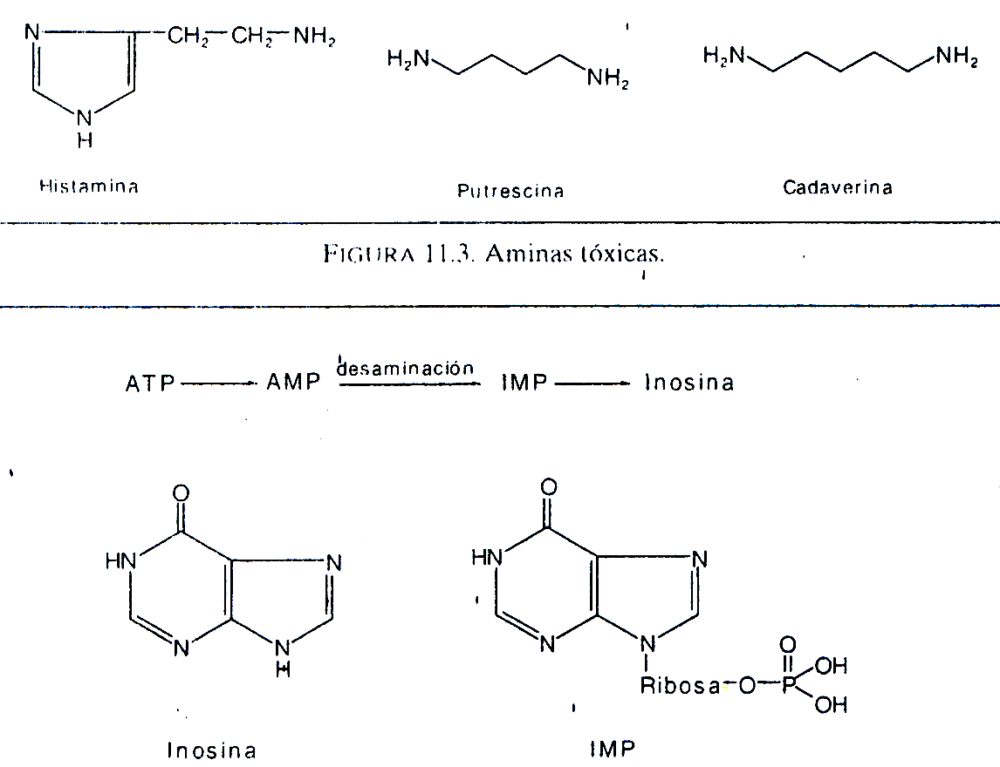 N CH₂ CH₂ NH₂
N
H
H₂N NH₂
H₂N NH₂
Histamina
Putrescina
Cadaverina
FIGURA 11.3. Aminas tóxicas.
ATP AMP desaminación IMP Inosina
O
HN N
N N
H
O
HN N
N N
Ribosa O P OH
O
OH
Inosina
IMP